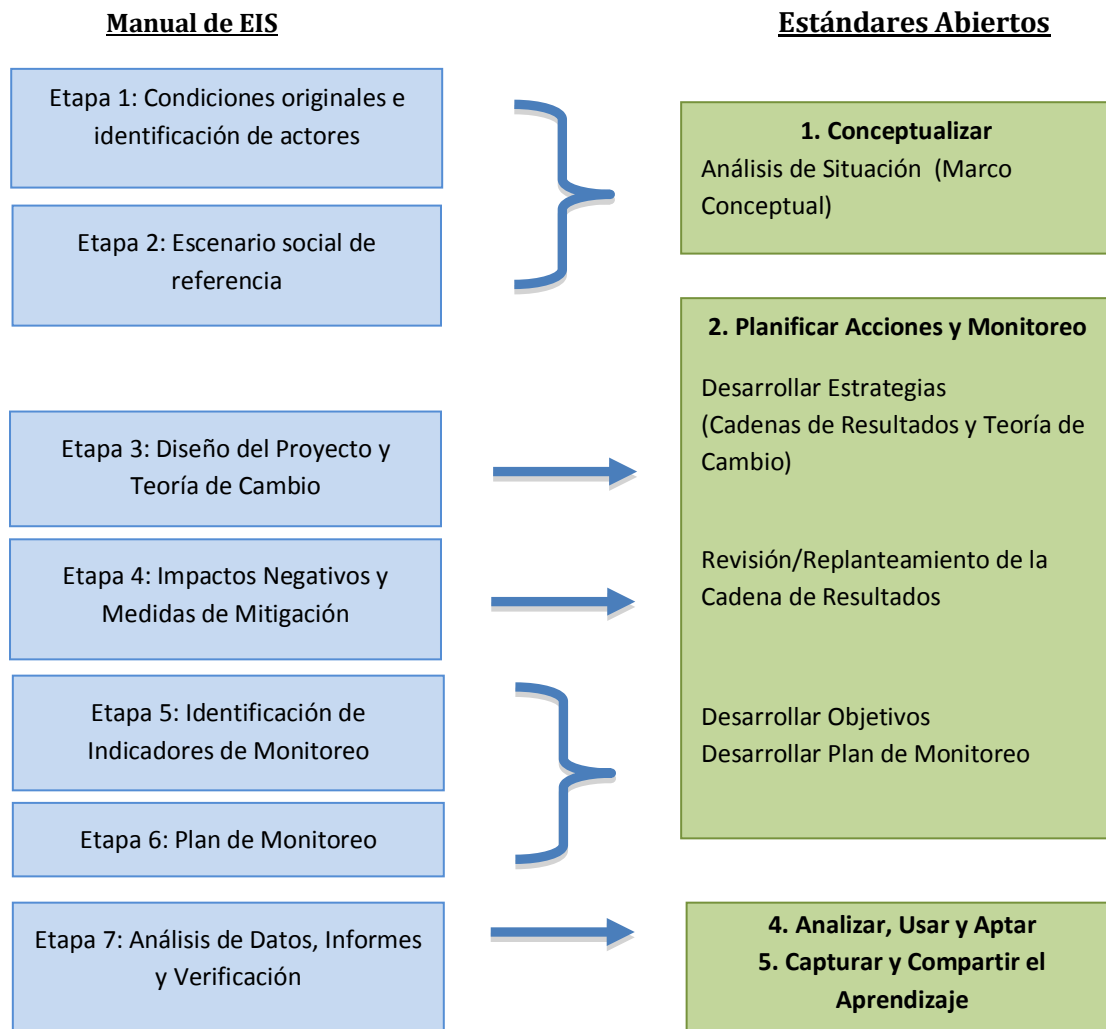 Manual de EIS
Estándares Abiertos
Etapa 1: Condiciones originales e
identificación de actores
Etapa 2: Escenario social de
referencia
1. Conceptualizar
Análisis de Situación (Marco
Conceptual)
Etapa 3: Diseño del Proyecto y
Teoría de Cambio
Etapa 4: Impactos Negativos y
Medidas de Mitigación
Etapa 5: Identificación de
Indicadores de Monitoreo
Etapa 6: Plan de Monitoreo
2. Planificar Acciones y Monitoreo
Desarrollar Estrategias
(Cadenas de Resultados y Teoría de
Cambio)
Revisión/Replanteamiento de la
Cadena de Resultados
Desarrollar Objetivos
Desarrollar Plan de Monitoreo
Etapa 7: Análisis de Datos, Informes
y Verificación
4. Analizar, Usar y Aptar
5. Capturar y Compartir el
Aprendizaje